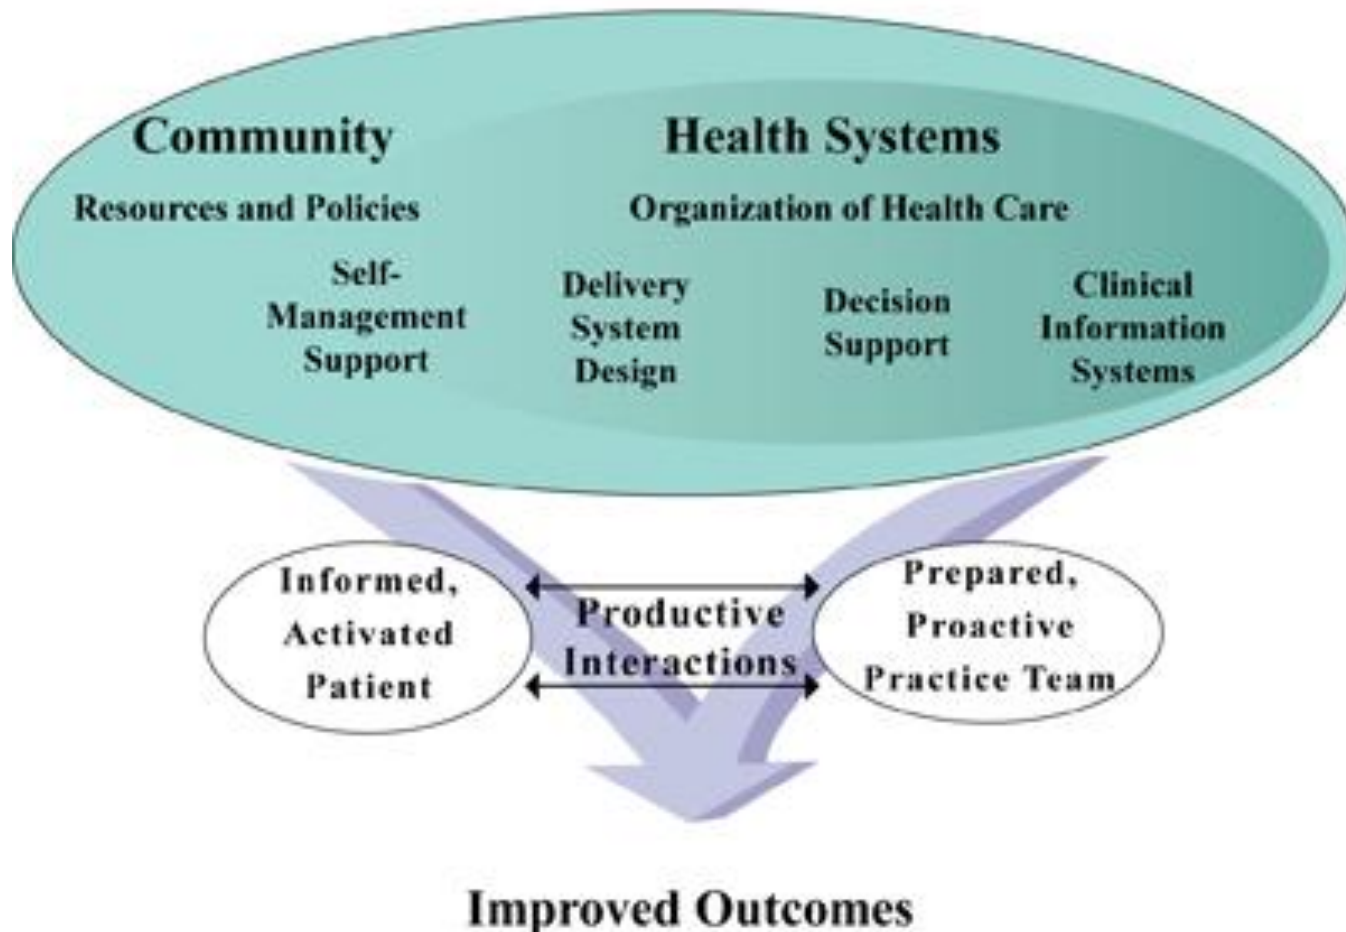 Community
Resources and Policies
Health Systems
Organization of Health Care
Self-
Management
Support
Delivery
System
Design
Decision
Support
Clinical
Information
Systems
Informed,
Activated
Patient
Productive
Interactions
Prepared,
Proactive
Practice Team
Improved Outcomes